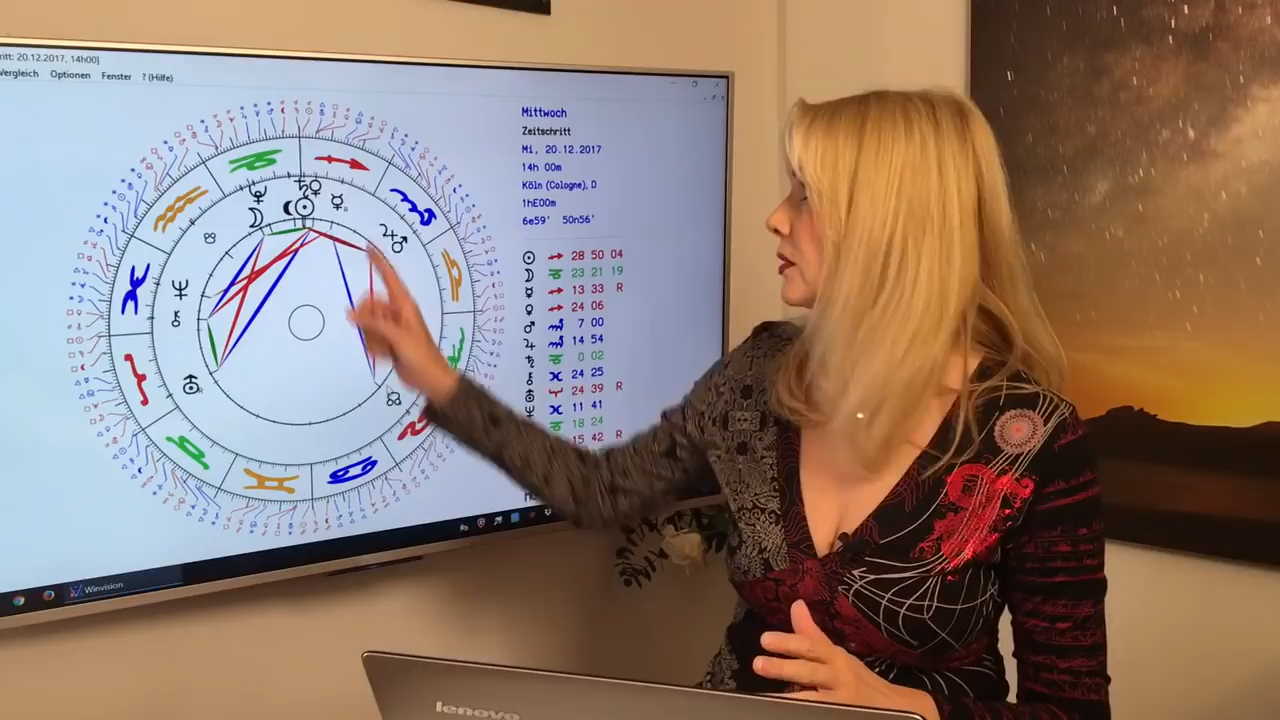 ritt: 20.12.2017, 14h00]
Vergleich Optionen Fenster ? (Hilfe)
Mittwoch
Zeitschritt
Mi, 20.12.2017
14h 00m
Köln (Cologne), D
1hE00m
6e59' 50n56'
28 50 04
23 21 19
13 33 R
24 06
7 00
14 54
0 02
24 25
24 39 R
11 41
18 24
15 42 R
Winvision
lenovo